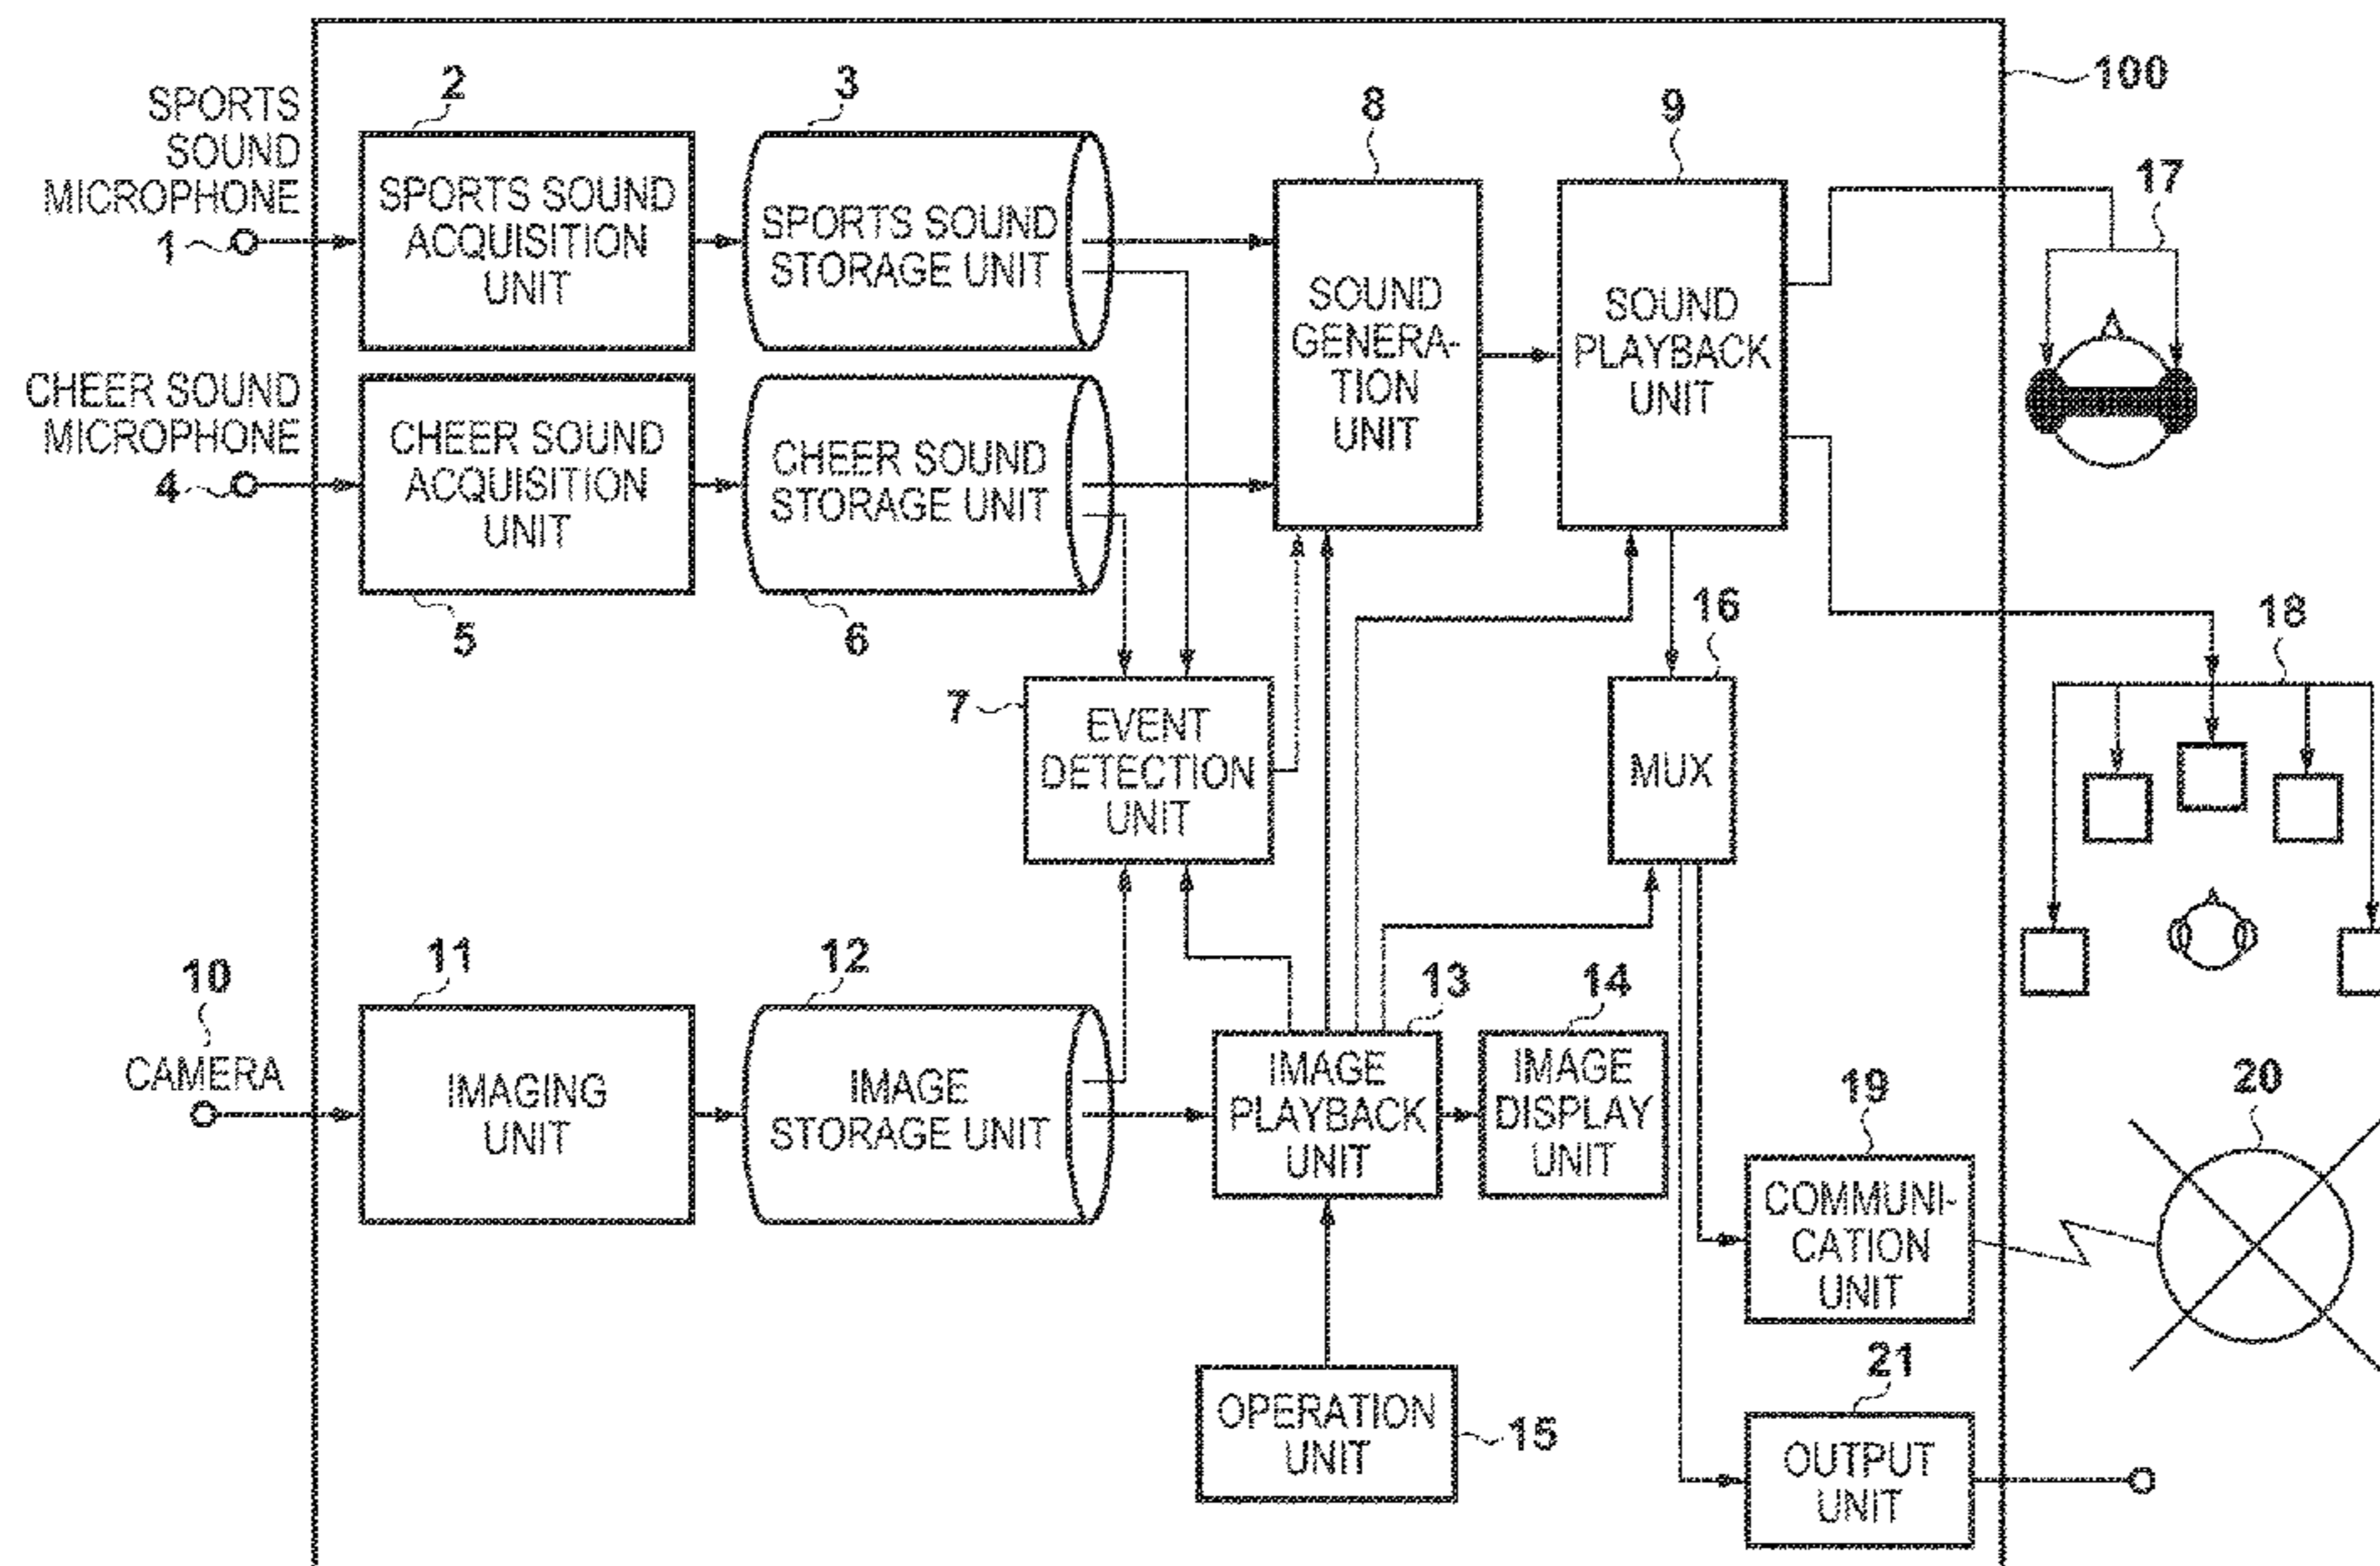 100
2
3
8
9
SPORTS
SOUND
MICROPHONE
1
SPORTS SOUND
ACQUISITION
UNIT
SPORTS SOUND
STORAGE UNIT
SOUND
GENERA-
TION
UNIT
SOUND
PLAYBACK
UNIT
17
CHEER SOUND
MICROPHONE
4
CHEER SOUND
ACQUISITION
UNIT
CHEER SOUND
STORAGE UNIT
5
6
16
18
7
EVENT
DETECTION
UNIT
MUX
10
CAMERA
11
12
13
14
IMAGING
UNIT
IMAGE
STORAGE UNIT
IMAGE
PLAYBACK
UNIT
IMAGE
DISPLAY
UNIT
19
20
COMMUNI-
CATION
UNIT
OPERATION
UNIT
15
21
OUTPUT
UNIT